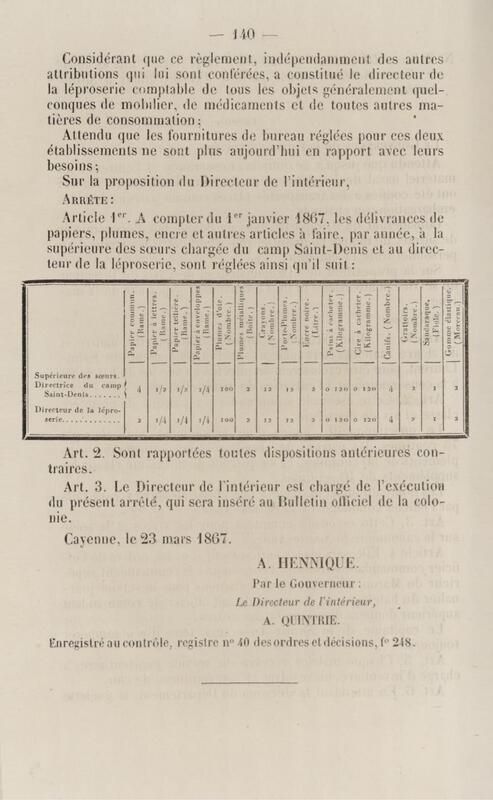 — 140 —
Considérant que ce règlement, indépendamment des autres
attributions qui lui sont conférées, a constitué le directeur de
la léproserie comptable de tous les objets généralement quel-
conques de mobilier, de médicaments et de toutes autres ma-
tières de consommation ;
Attendu que les fournitures de bureau réglées pour ces deux
établissements ne sont plus aujourd'hui en rapport avec leurs
besoins ;
Sur la proposition du Directeur de l'intérieur,
ARRÊTE :
Article 1er. A compter du 1er janvier 1867, les délivrances de
papiers, plumes, encre et autres articles à faire, par année, à la
supérieure des sœurs chargée du camp Saint-Denis et au direc-
teur de la léproserie, sont réglées ainsi qu'il suit :
Papier commun. (Rame.)
Papier à lettres. (Rame.)
Papier tellière. (Rame.)
Papier à enveloppes (Rame.)
Plumes d'oie. (Nombre.)
Plumes métalliques (Boîte.)
Crayons. (Nombre.)
Porte-Plumes. (Nombre.)
Encre noire. (Litre.)
Pains à cacheter. (Kilogramme.)
Cire à cacheter. (Kilogramme.)
Canifs. (Nombre.)
Grattoirs. (Nombre.)
Sandaraque. (Fiole.)
Gomme élastique. (Morceau.)
Supérieure des sœurs.
Directrice du camp
Saint-Denis....... 4 1/2 1/2 1/4 100 2 12 12 2 0 120 0 120 4 2 1 2
Directeur de la lépro-
serie............. 2 1/4 1/4 1/4 100 2 12 12 2 0 120 0 120 4 2 1 2
Art. 2. Sont rapportées toutes dispositions antérieures con-
traires.
Art. 3. Le Directeur de l'intérieur est chargé de l'exécution
du présent arrêté, qui sera inséré au Bulletin officiel de la colo-
nie.
Cayenne, le 23 mars 1867.
A. HENNIQUE.
Par le Gouverneur :
Le Directeur de l'intérieur,
A. QUINTRIE.
Enregistré au contrôle, registre n° 40 des ordres et décisions, f° 248.